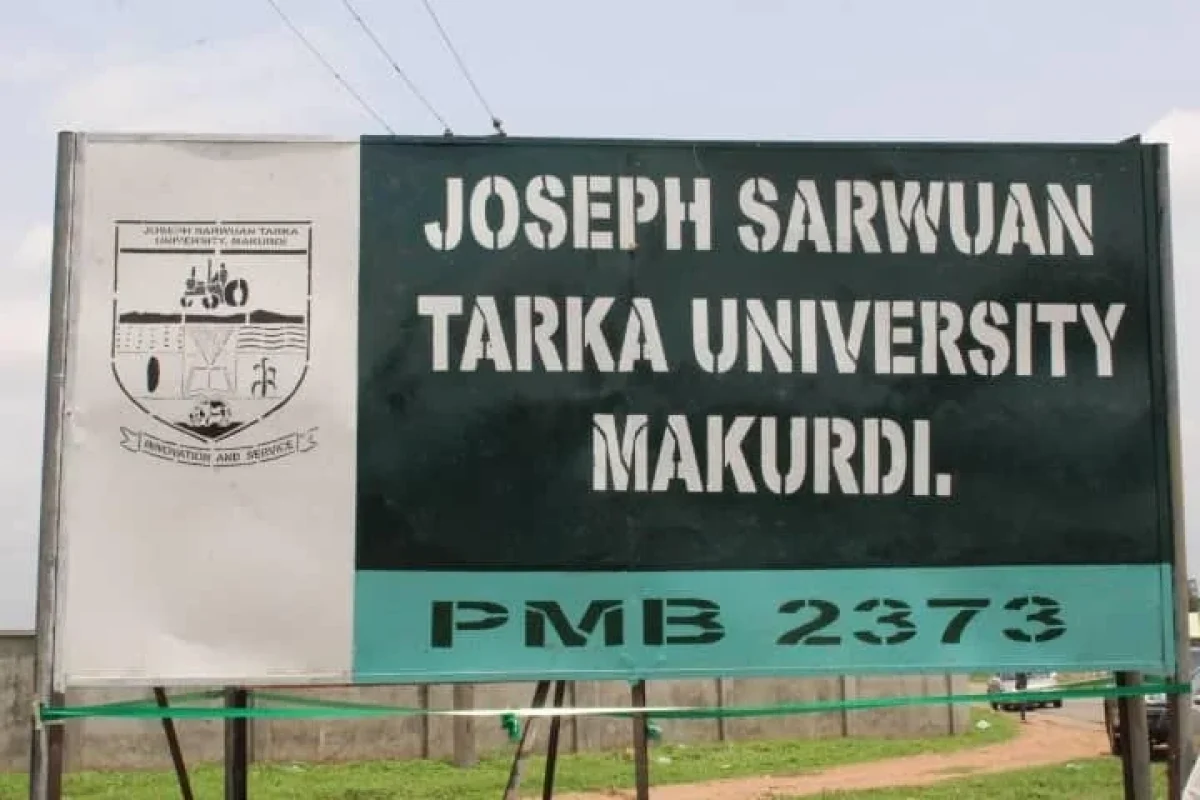 JOSEPH SARWUAN TARKA
UNIVERSITY, MAKURDI
INNOVATION AND SERVICE
JOSEPH SARWUAN
TARKA UNIVERSITY
MAKURDI.
PMB 2373